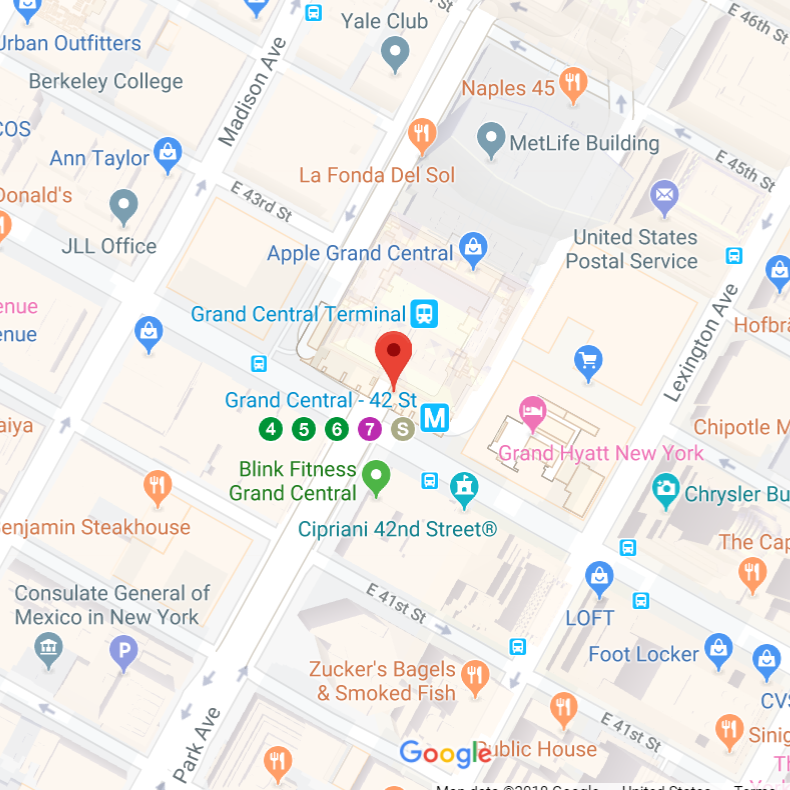 Yale Club
E 46th St
Urban Outfitters
Madison Ave
Berkeley College
Naples 45
COS
MetLife Building
Ann Taylor
La Fonda Del Sol
E 45th St
Donald's
E 43rd St
JLL Office
United States
Postal Service
Apple Grand Central
enue
enue
Grand Central Terminal
Hofbrä
Lexington Ave
Grand Central - 42 St
M
4 5 6 7 S
aiya
Chipotle M
Grand Hyatt New York
Blink Fitness
Grand Central
Chrysler Bu
enjamin Steakhouse
Cipriani 42nd Street®
The Cap
Consulate General of
Mexico in New York
E 41st St
LOFT
P
Foot Locker
Zucker's Bagels
& Smoked Fish
CVS
Park Ave
E 41st St
Sinig
Google
Public House
Th
York
Map data ©2018 Google United States Terms